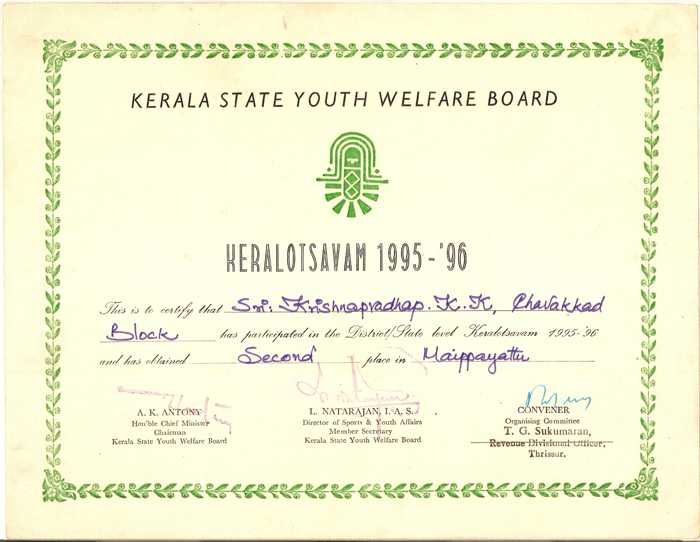 KERALA STATE YOUTH WELFARE BOARD
KERALOTSAVAM 1995-'96
This is to certify that Sri: Krishnapradhap. K.K, Chavakkad
Block has participated in the District/State level Keralotsavam 1995-'96
and has obtained Second place in Maippayattu
A. K. ANTONY
Hon'ble Chief Minister
Chairman
Kerala State Youth Welfare Board
L. NATARAJAN, I. A. S.,
Director of Sports & Youth Affairs
Member Secretary
Kerala State Youth Welfare Board
CONVENER
Organising Committee
T. G. Sukumaran,
Revenue Divisional Officer,
Thrissur.